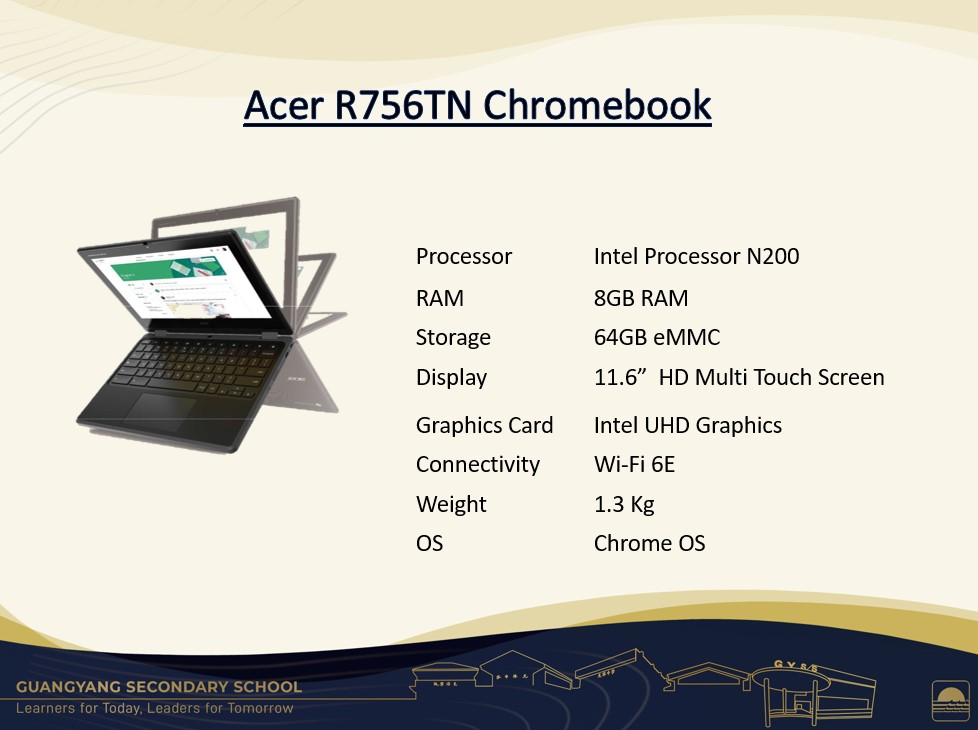 Acer R756TN Chromebook
Processor Intel Processor N200
RAM 8GB RAM
Storage 64GB eMMC
Display 11.6” HD Multi Touch Screen
Graphics Card Intel UHD Graphics
Connectivity Wi-Fi 6E
Weight 1.3 Kg
OS Chrome OS
GYSS
GUANGYANG SECONDARY SCHOOL
Learners for Today, Leaders for Tomorrow